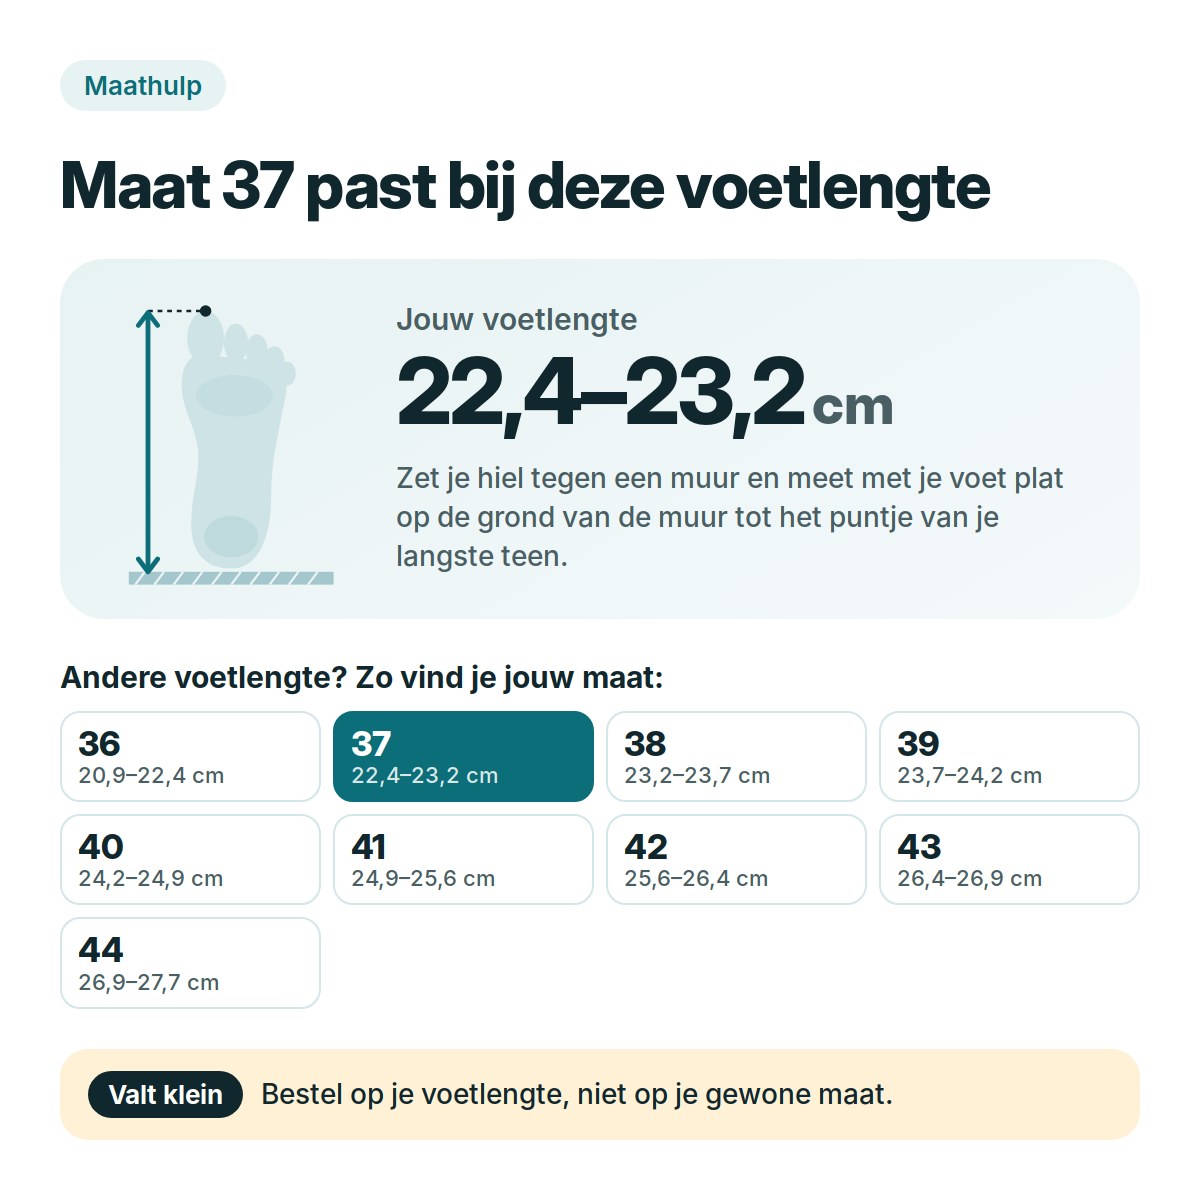 Maathulp
Maat 37 past bij deze voetlengte
Jouw voetlengte
22,4–23,2 cm
Zet je hiel tegen een muur en meet met je voet plat
op de grond van de muur tot het puntje van je
langste teen.
Andere voetlengte? Zo vind je jouw maat:
36
20,9–22,4 cm
37
22,4–23,2 cm
38
23,2–23,7 cm
39
23,7–24,2 cm
40
24,2–24,9 cm
41
24,9–25,6 cm
42
25,6–26,4 cm
43
26,4–26,9 cm
44
26,9–27,7 cm
Valt klein Bestel op je voetlengte, niet op je gewone maat.